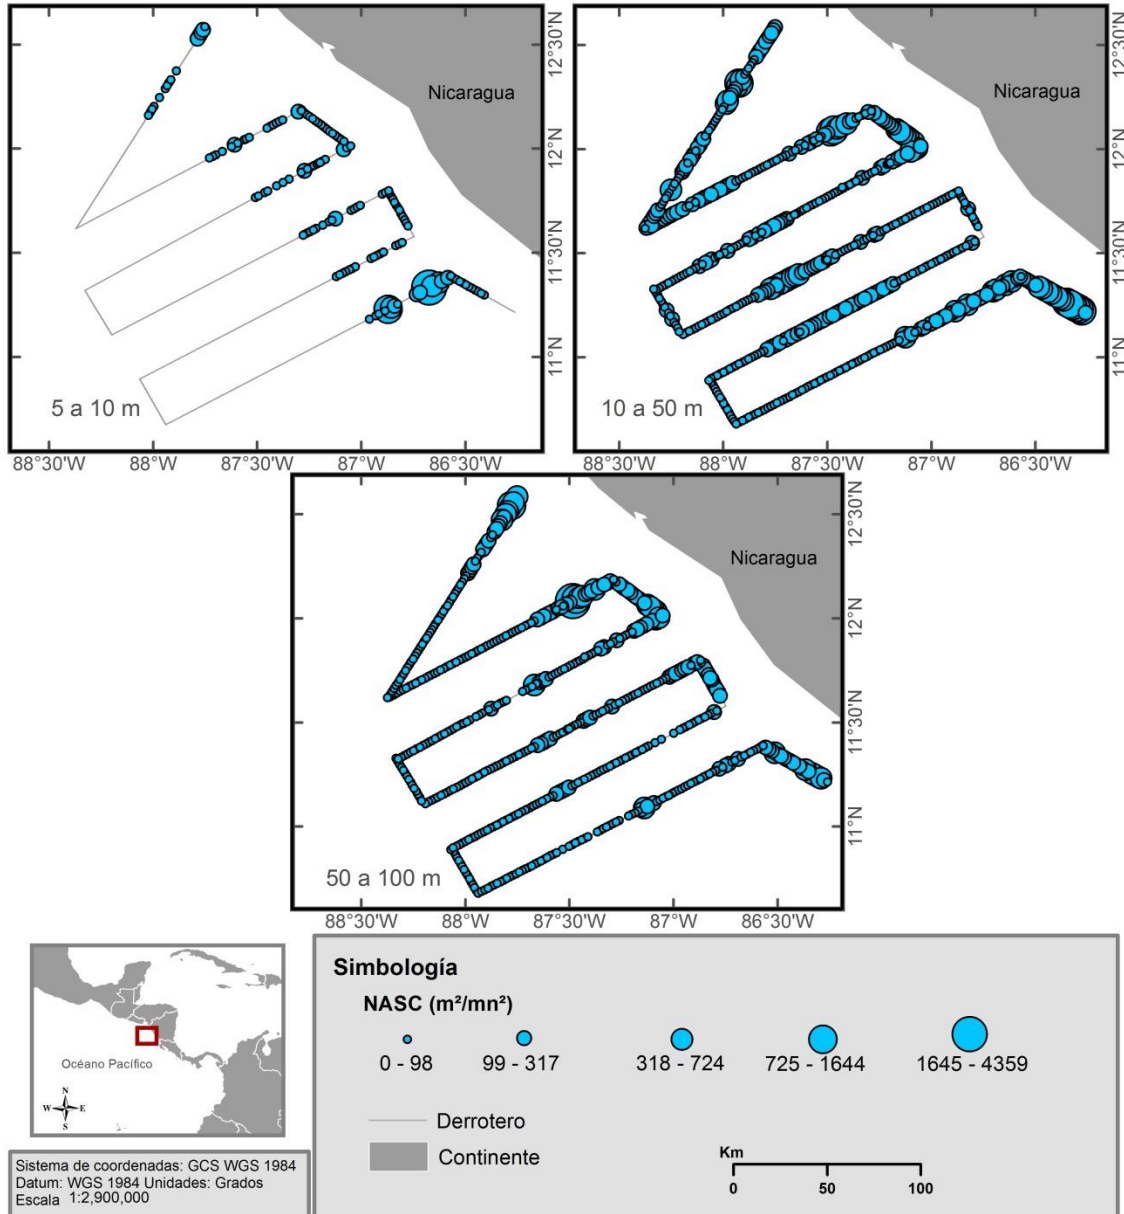 Nicaragua
12°30'N
12°N
11°30'N
11°N
5 a 10 m
88°30'W 88°W 87°30'W 87°W 86°30'W
Nicaragua
12°30'N
12°N
11°30'N
11°N
10 a 50 m
88°30'W 88°W 87°30'W 87°W 86°30'W
Nicaragua
12°30'N
12°N
11°30'N
11°N
50 a 100 m
88°30'W 88°W 87°30'W 87°W 86°30'W
Océano Pacífico
N
W E
S
Sistema de coordenadas: GCS WGS 1984
Datum: WGS 1984 Unidades: Grados
Escala 1:2,900,000
Simbología
NASC (m²/mn²)
0 - 98 99 - 317 318 - 724 725 - 1644 1645 - 4359
Derrotero
Continente
Km
0 50 100